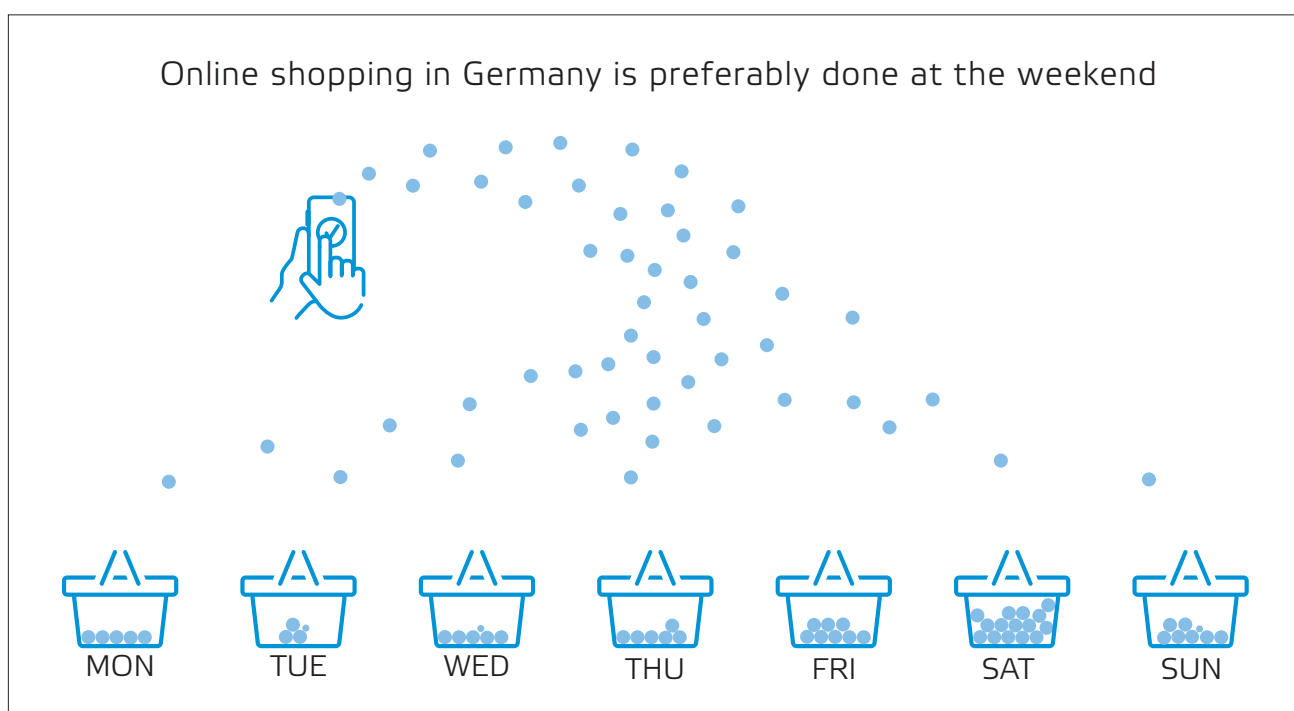 Online shopping in Germany is preferably done at the weekend
MON TUE WED THU FRI SAT SUN